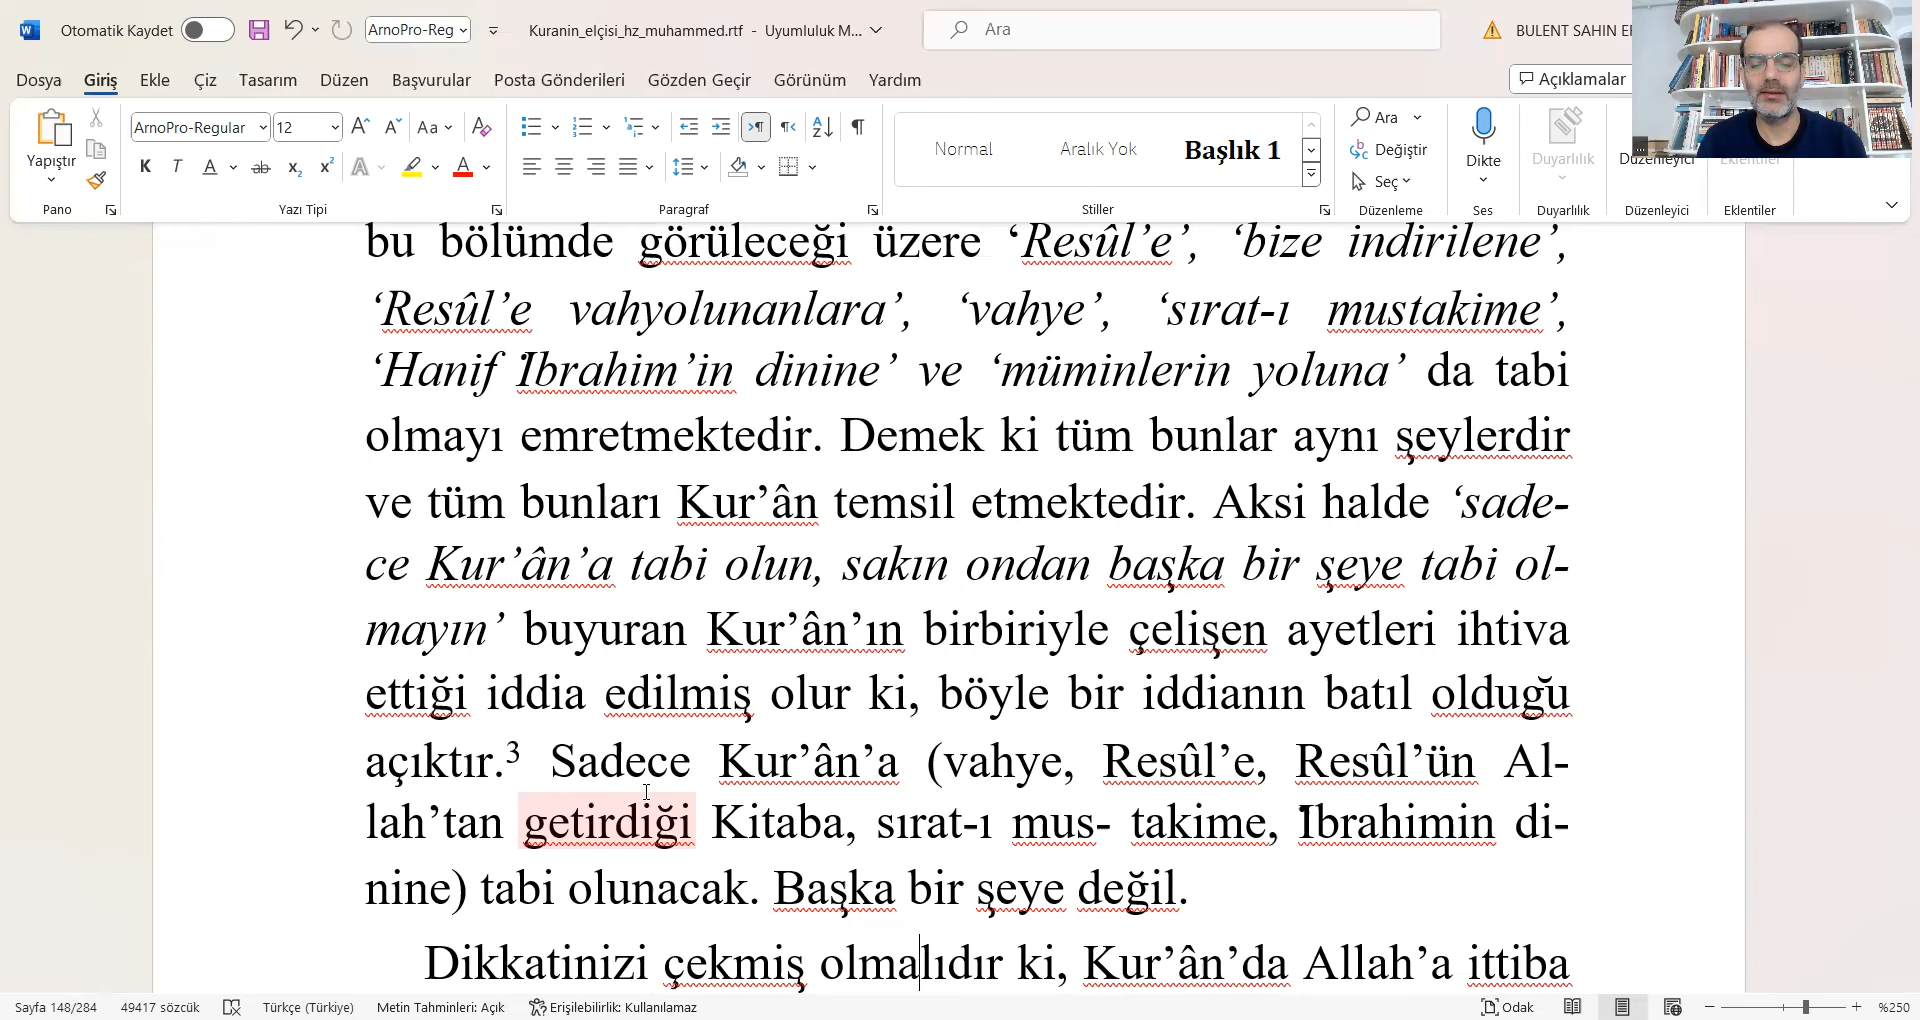 Otomatik Kaydet
ArnoPro-Reg
Kuranin_elçisi_hz_muhammed.rtf - Uyumluluk M...
Ara
BULENT SAHIN
Dosya Giriş Ekle Çiz Tasarım Düzen Başvurular Posta Gönderileri Gözden Geçir Görünüm Yardım
Açıklamalar
Yapıştır
ArnoPro-Regular 12
Aa
K T A ab x₂ x² A A
Normal
Aralık Yok
Başlık 1
Ara
Değiştir
Seç
Dikte
Duyarlılık
Düzenleyici
Eklentiler
Pano
Yazı Tipi
Paragraf
Stiller
Düzenleme
Ses
Duyarlılık
Düzenleyici
Eklentiler
bu bölümde görüleceği üzere ‘Resûl’e’, ‘bize indirilene’,
‘Resûl’e vahyolunanlara’, ‘vahye’, ‘sırat-ı mustakime’,
‘Hanif İbrahim’in dinine’ ve ‘müminlerin yoluna’ da tabi
olmayı emretmektedir. Demek ki tüm bunlar aynı şeylerdir
ve tüm bunları Kur’ân temsil etmektedir. Aksi halde ‘sade-
ce Kur’ân’a tabi olun, sakın ondan başka bir şeye tabi ol-
mayın’ buyuran Kur’ân’ın birbiriyle çelişen ayetleri ihtiva
ettiği iddia edilmiş olur ki, böyle bir iddianın batıl olduğu
açıktır.³ Sadece Kur’ân’a (vahye, Resûl’e, Resûl’ün Al-
lah’tan getirdiği Kitaba, sırat-ı mus- takime, İbrahimin di-
nine) tabi olunacak. Başka bir şeye değil.
Dikkatinizi çekmiş olmalıdır ki, Kur’ân’da Allah’a ittiba
Sayfa 148/284
49417 sözcük
Türkçe (Türkiye)
Metin Tahminleri: Açık
Erişilebilirlik: Kullanılamaz
Odak
%250